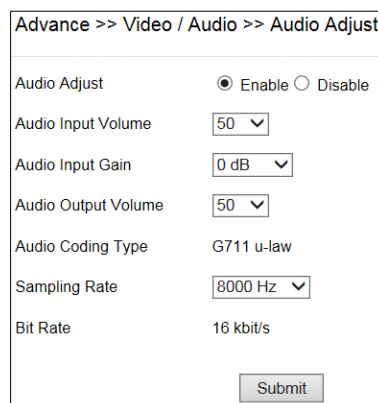 Advance >> Video / Audio >> Audio Adjust
Audio Adjust Enable Disable
Audio Input Volume 50
Audio Input Gain 0 dB
Audio Output Volume 50
Audio Coding Type G711 u-law
Sampling Rate 8000 Hz
Bit Rate 16 kbit/s
Submit